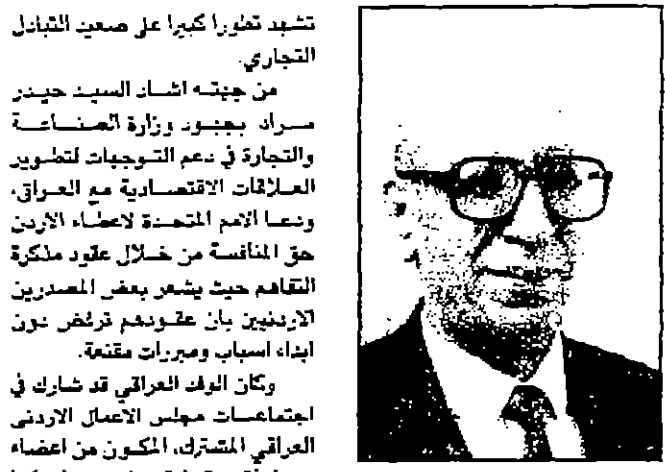 تشهد تطورا كبيرا على صعيد التبادل
التجاري.
من جهته اشاد السيد حيدر
مراد بجهود وزارة الصناعة
والتجارة في دعم التوجهات لتطوير
العلاقات الاقتصادية مع العراق،
ودعا الامم المتحدة لاعطاء الاردن
حق المنافسة من خلال عقود مذكرة
التفاهم حيث يشعر بعض المصدرين
الاردنيين بان عقودهم ترفض دون
ابداء اسباب ومبررات مقنعة.
وكان الوفد العراقي قد شارك في
اجتماعات مجلس الاعمال الاردني
العراقي المشترك، المكون من اعضاء